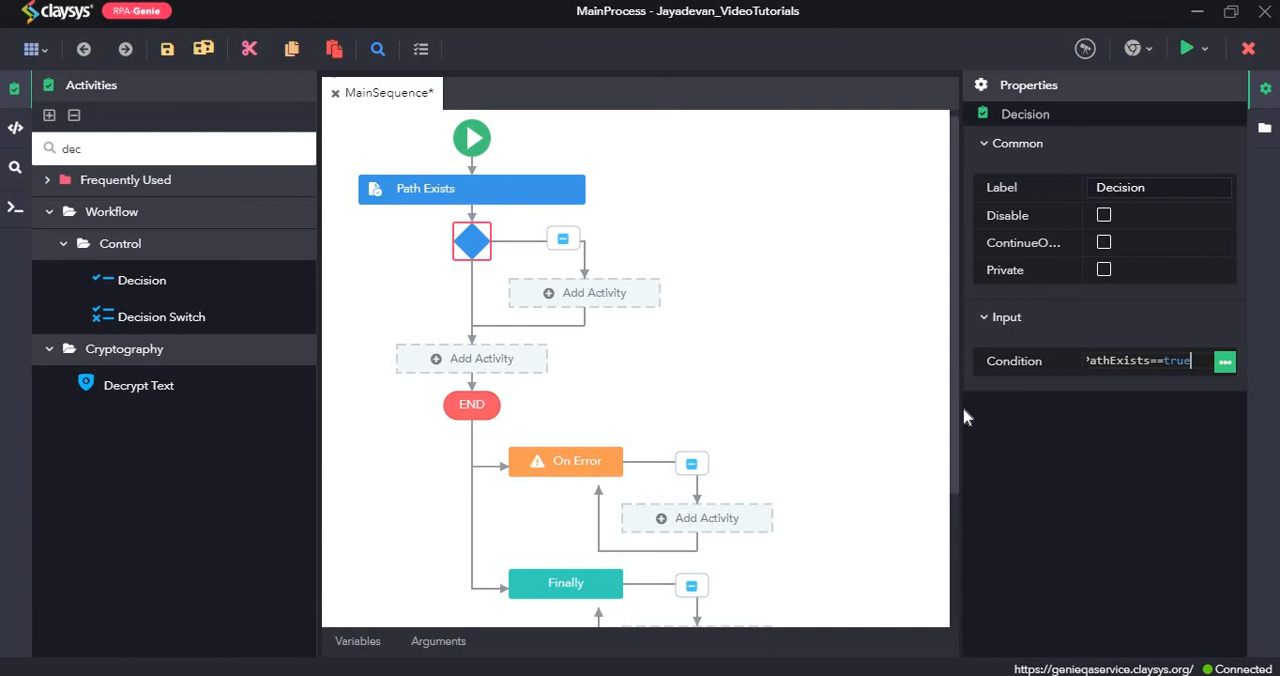 claysys RPA-Genie
MainProcess - Jayadevan_VideoTutorials
Activities
dec
Frequently Used
Workflow
Control
Decision
Decision Switch
Cryptography
Decrypt Text
MainSequence*
Path Exists
Add Activity
Add Activity
END
On Error
Add Activity
Finally
Variables Arguments
Properties
Decision
Common
Label Decision
Disable
ContinueO...
Private
Input
Condition PathExists==true
https://genieqaservice.claysys.org/ Connected